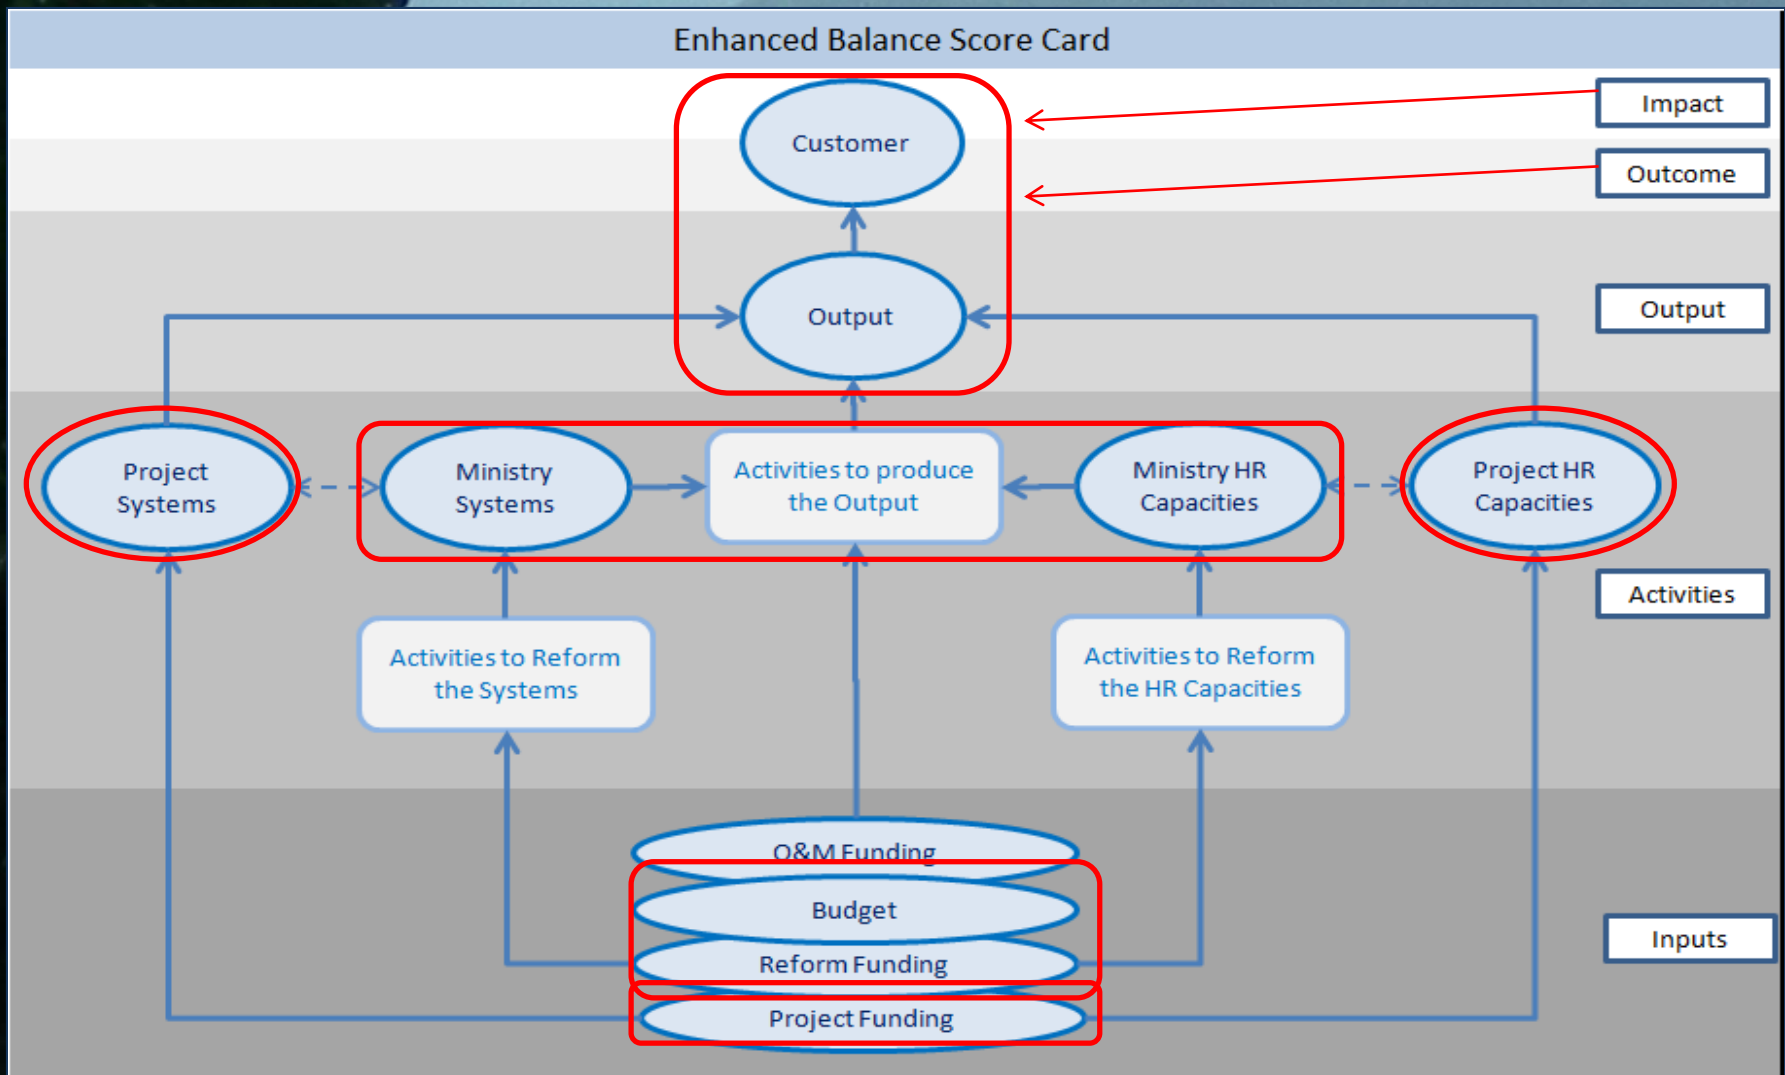 Enhanced Balance Score Card
Impact
Customer
Outcome
Output
Output
Project
Systems
Ministry
Systems
Activities to produce
the Output
Ministry HR
Capacities
Project HR
Capacities
Activities
Activities to Reform
the Systems
Activities to Reform
the HR Capacities
O&M Funding
Budget
Inputs
Reform Funding
Project Funding